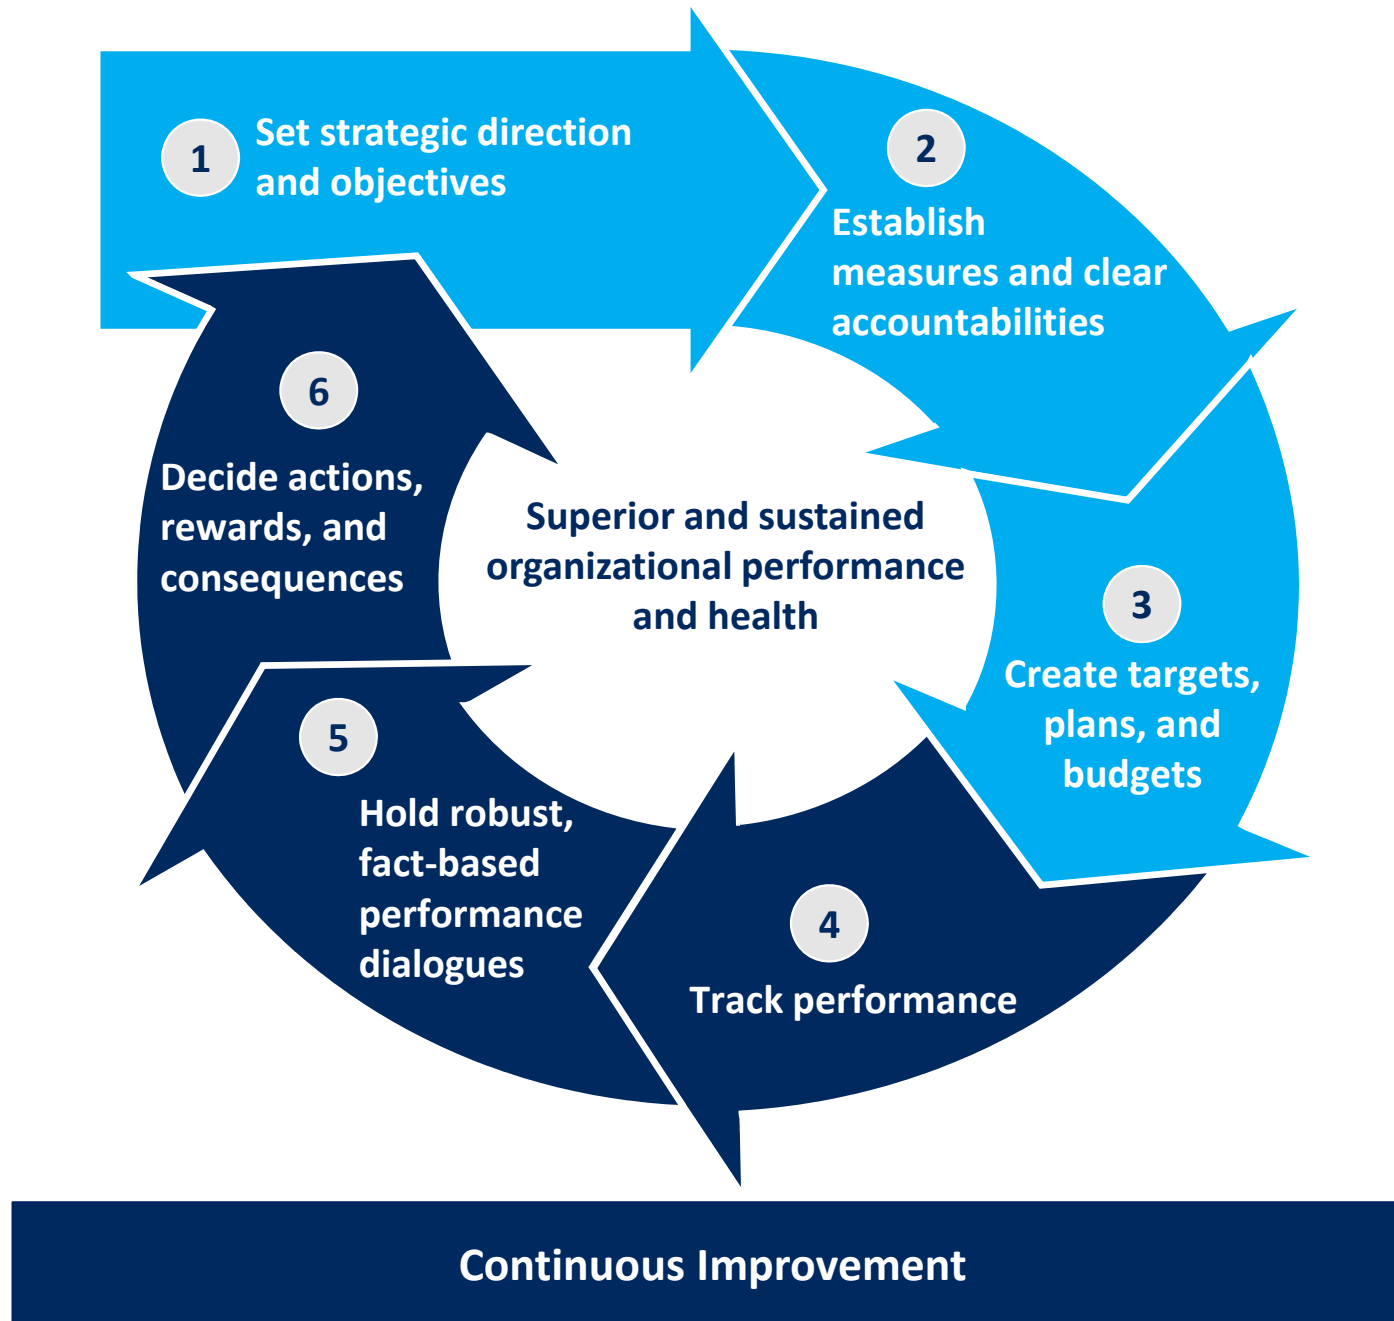 1
Set strategic direction
and objectives
2
Establish
measures and clear
accountabilities
3
Create targets,
plans, and
budgets
4
Track performance
5
Hold robust,
fact-based
performance
dialogues
6
Decide actions,
rewards, and
consequences
Superior and sustained
organizational performance
and health
Continuous Improvement